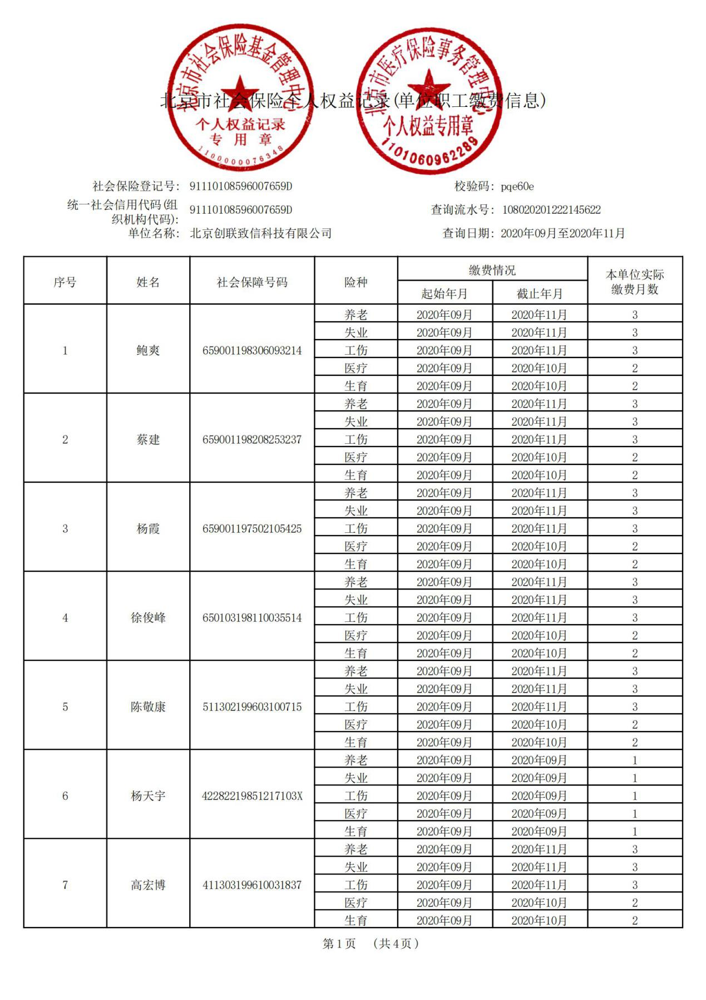 北京市社会保险基金管理中心
个人权益记录
专用章
1100000076348
北京市医疗保险事务管理中心
个人权益专用章
1101060962289
北京市社会保险个人权益记录(单位职工缴费信息)
社会保险登记号: 91110108596007659D 校验码: pqe60e
统一社会信用代码(组
织机构代码): 91110108596007659D 查询流水号: 108020201222145622
单位名称: 北京创联致信科技有限公司 查询日期: 2020年09月至2020年11月
序号 姓名 社会保障号码 险种 缴费情况 本单位实际
缴费月数
起始年月 截止年月
养老 2020年09月 2020年11月 3
失业 2020年09月 2020年11月 3
1 鲍爽 659001198306093214 工伤 2020年09月 2020年11月 3
医疗 2020年09月 2020年10月 2
生育 2020年09月 2020年10月 2
养老 2020年09月 2020年11月 3
失业 2020年09月 2020年11月 3
2 蔡建 659001198208253237 工伤 2020年09月 2020年11月 3
医疗 2020年09月 2020年10月 2
生育 2020年09月 2020年10月 2
养老 2020年09月 2020年11月 3
失业 2020年09月 2020年11月 3
3 杨霞 659001197502105425 工伤 2020年09月 2020年11月 3
医疗 2020年09月 2020年10月 2
生育 2020年09月 2020年10月 2
养老 2020年09月 2020年11月 3
失业 2020年09月 2020年11月 3
4 徐俊峰 650103198110035514 工伤 2020年09月 2020年11月 3
医疗 2020年09月 2020年10月 2
生育 2020年09月 2020年10月 2
养老 2020年09月 2020年11月 3
失业 2020年09月 2020年11月 3
5 陈敬康 511302199603100715 工伤 2020年09月 2020年11月 3
医疗 2020年09月 2020年10月 2
生育 2020年09月 2020年10月 2
养老 2020年09月 2020年09月 1
失业 2020年09月 2020年09月 1
6 杨天宇 42282219851217103X 工伤 2020年09月 2020年09月 1
医疗 2020年09月 2020年09月 1
生育 2020年09月 2020年09月 1
养老 2020年09月 2020年11月 3
失业 2020年09月 2020年11月 3
7 高宏博 411303199610031837 工伤 2020年09月 2020年11月 3
医疗 2020年09月 2020年10月 2
生育 2020年09月 2020年10月 2
第1页 (共4页)